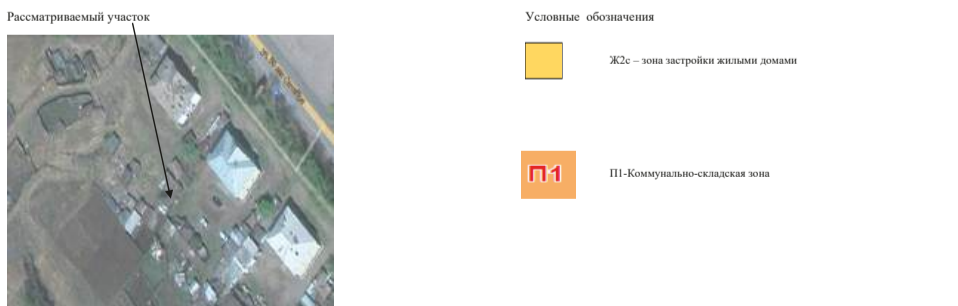 Рассматриваемый участок
Условные обозначения
Ж2с – зона застройки жилыми домами
П1
П1-Коммунально-складская зона